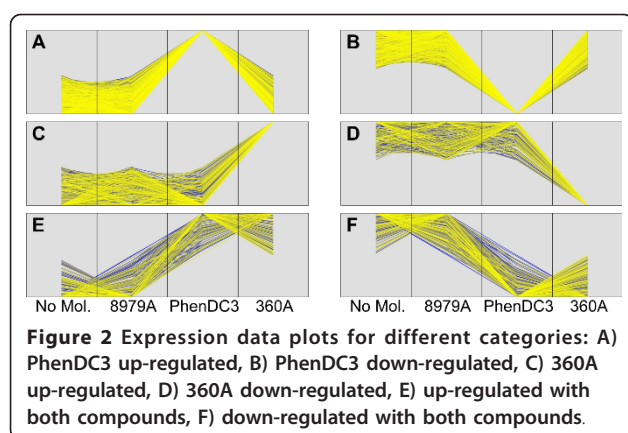 A
B
C
D
E
F
No Mol. 8979A PhenDC3 360A
No Mol. 8979A PhenDC3 360A
Figure 2 Expression data plots for different categories: A)
PhenDC3 up-regulated, B) PhenDC3 down-regulated, C) 360A
up-regulated, D) 360A down-regulated, E) up-regulated with
both compounds, F) down-regulated with both compounds.